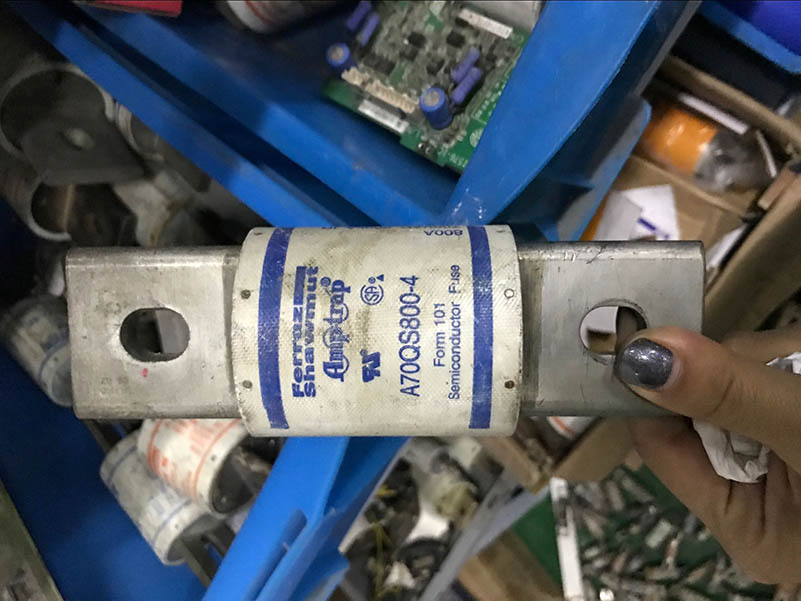 Ferraz
Shawmut
Amp-trap®
A70QS800-4
Form 101
Semiconductor Fuse
800A